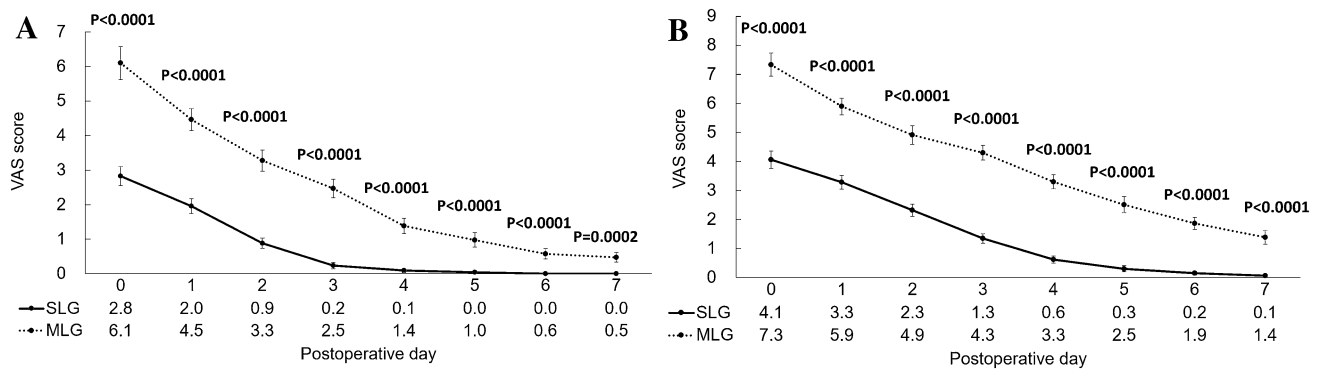 A
P<0.0001
P<0.0001
P<0.0001
P<0.0001
P<0.0001
P<0.0001
P<0.0001
P=0.0002
VAS score
7
6
5
4
3
2
1
0
0 1 2 3 4 5 6 7
SLG 2.8 2.0 0.9 0.2 0.1 0.0 0.0 0.0
MLG 6.1 4.5 3.3 2.5 1.4 1.0 0.6 0.5
Postoperative day
B
P<0.0001
P<0.0001
P<0.0001
P<0.0001
P<0.0001
P<0.0001
P<0.0001
P<0.0001
VAS socre
9
8
7
6
5
4
3
2
1
0
0 1 2 3 4 5 6 7
SLG 4.1 3.3 2.3 1.3 0.6 0.3 0.2 0.1
MLG 7.3 5.9 4.9 4.3 3.3 2.5 1.9 1.4
Postoperative day